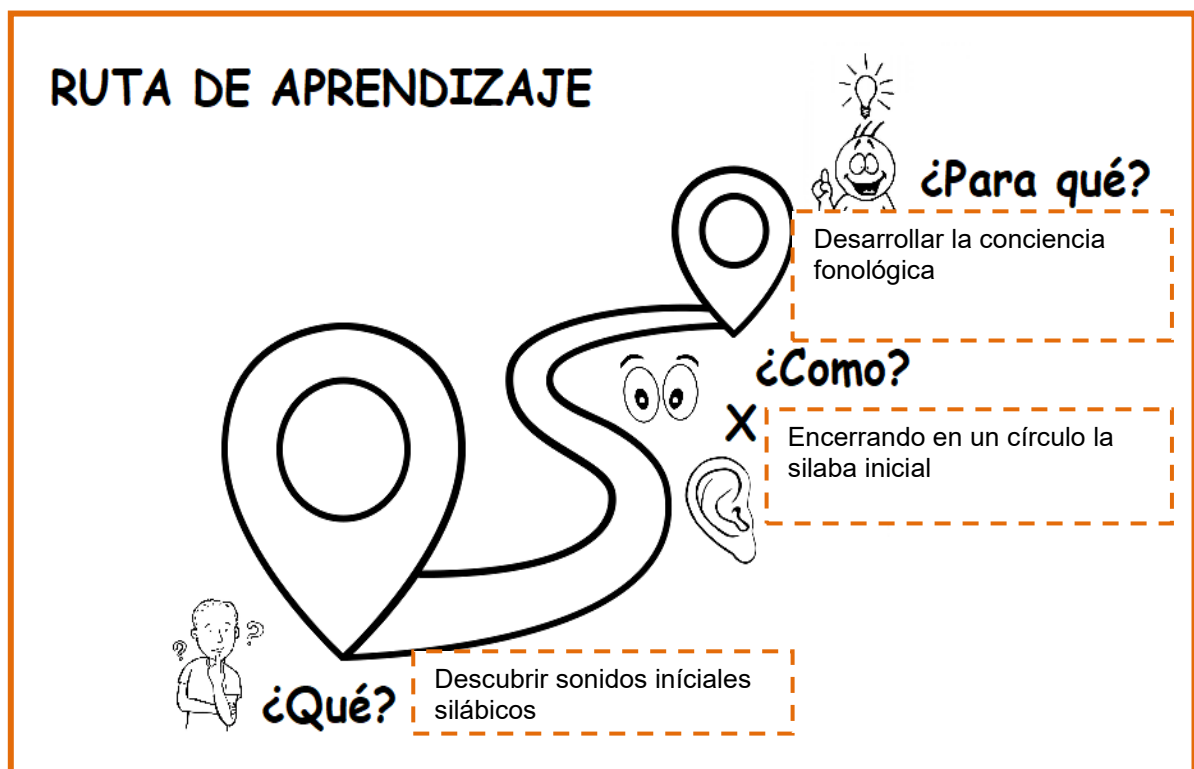 RUTA DE APRENDIZAJE
¿Para qué?
Desarrollar la conciencia
fonológica
¿Como?
X
Encerrando en un círculo la
silaba inicial
? ?
¿Qué?
Descubrir sonidos iníciales
silábicos